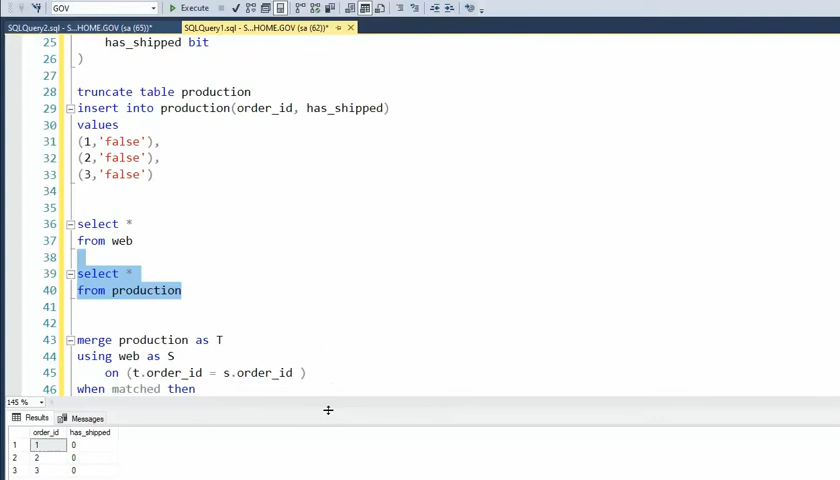 GOV Execute
SQLQuery2.sql - S...HOME.GOV (sa (65))* SQLQuery1.sql - S...HOME.GOV (sa (62))*
25 has_shipped bit
26 )
27
28 truncate table production
29 insert into production(order_id, has_shipped)
30 values
31 (1,'false'),
32 (2,'false'),
33 (3,'false')
34
35
36 select *
37 from web
38
39 select *
40 from production
41
42
43 merge production as T
44 using web as S
45 on (t.order_id = s.order_id )
46 when matched then
145 %
Results Messages
order_id has_shipped
1 1 0
2 2 0
3 3 0